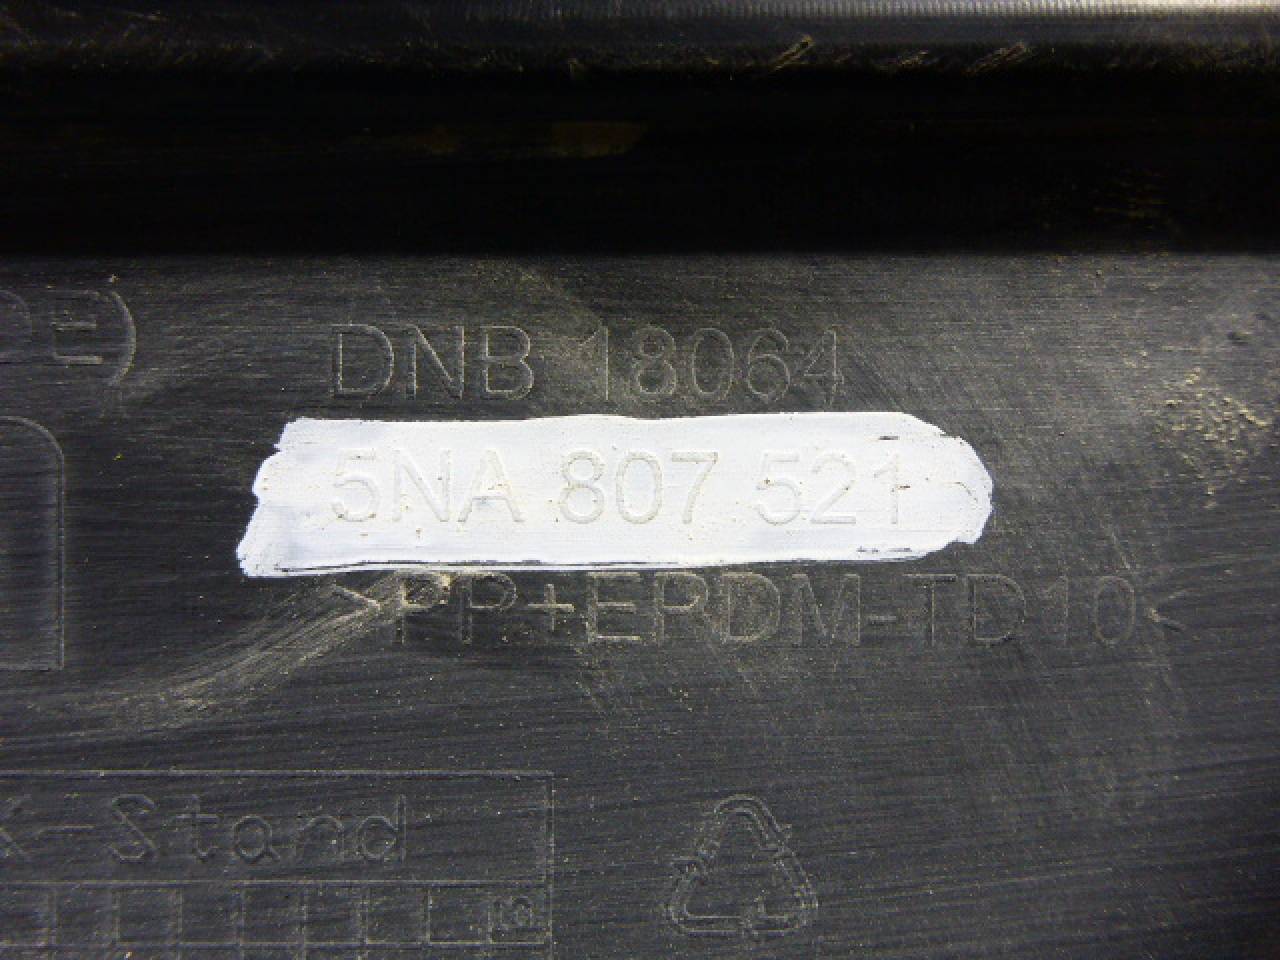 DNB 18064
5NA 807 521
>PP+EPDM-TD10<
K-Stand